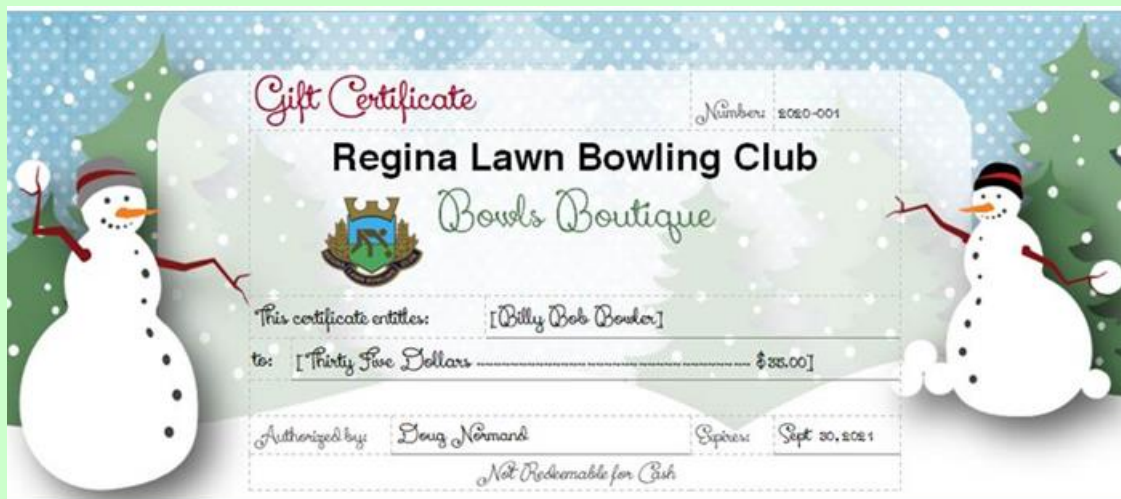 Gift Certificate
Number: 2020-001
Regina Lawn Bowling Club
Bowls Boutique
This certificate entitles: [Billy Bob Bowler]
to: [Thirty Five Dollars ------------------------------------------------ $35.00]
Authorized by: Doug Normand Expires: Sept 30, 2021
Not Redeemable for Cash